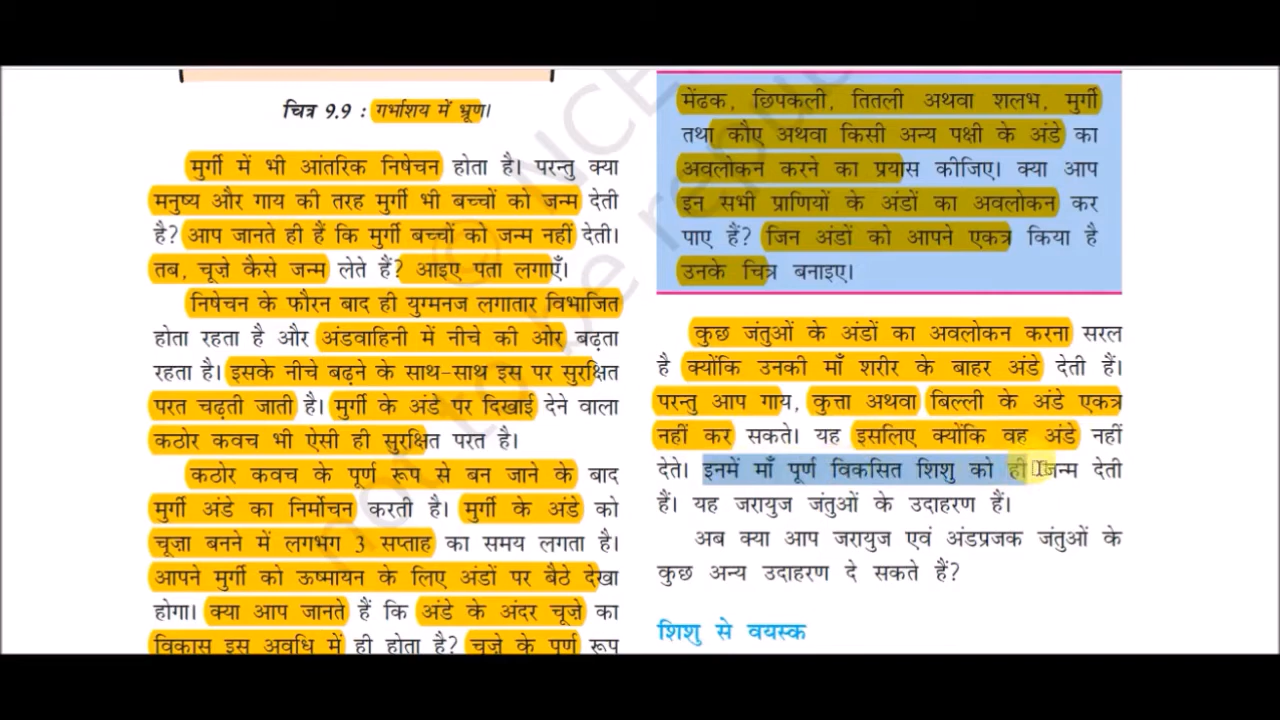 चित्र 9.9 : गर्भाशय में भ्रूण।
मुर्गी में भी आंतरिक निषेचन होता है। परन्तु क्या
मनुष्य और गाय की तरह मुर्गी भी बच्चों को जन्म देती
है? आप जानते ही हैं कि मुर्गी बच्चों को जन्म नहीं देती।
तब, चूज़े कैसे जन्म लेते हैं? आइए पता लगाएँ।
निषेचन के फौरन बाद ही युग्मनज लगातार विभाजित
होता रहता है और अंडवाहिनी में नीचे की ओर बढ़ता
रहता है। इसके नीचे बढ़ने के साथ-साथ इस पर सुरक्षित
परत चढ़ती जाती है। मुर्गी के अंडे पर दिखाई देने वाला
कठोर कवच भी ऐसी ही सुरक्षित परत है।
कठोर कवच के पूर्ण रूप से बन जाने के बाद
मुर्गी अंडे का निर्मोचन करती है। मुर्गी के अंडे को
चूज़ा बनने में लगभग 3 सप्ताह का समय लगता है।
आपने मुर्गी को ऊष्मायन के लिए अंडों पर बैठे देखा
होगा। क्या आप जानते हैं कि अंडे के अंदर चूज़े का
विकास इस अवधि में ही होता है? चूज़े के पूर्ण रूप
मेंढक, छिपकली, तितली अथवा शलभ, मुर्गी
तथा कौए अथवा किसी अन्य पक्षी के अंडे का
अवलोकन करने का प्रयास कीजिए। क्या आप
इन सभी प्राणियों के अंडों का अवलोकन कर
पाए हैं? जिन अंडों को आपने एकत्र किया है
उनके चित्र बनाइए।
कुछ जंतुओं के अंडों का अवलोकन करना सरल
है क्योंकि उनकी माँ शरीर के बाहर अंडे देती हैं।
परन्तु आप गाय, कुत्ता अथवा बिल्ली के अंडे एकत्र
नहीं कर सकते। यह इसलिए क्योंकि वह अंडे नहीं
देते। इनमें माँ पूर्ण विकसित शिशु को ही जन्म देती
हैं। यह जरायुज जंतुओं के उदाहरण हैं।
अब क्या आप जरायुज एवं अंडप्रजक जंतुओं के
कुछ अन्य उदाहरण दे सकते हैं?
शिशु से वयस्क